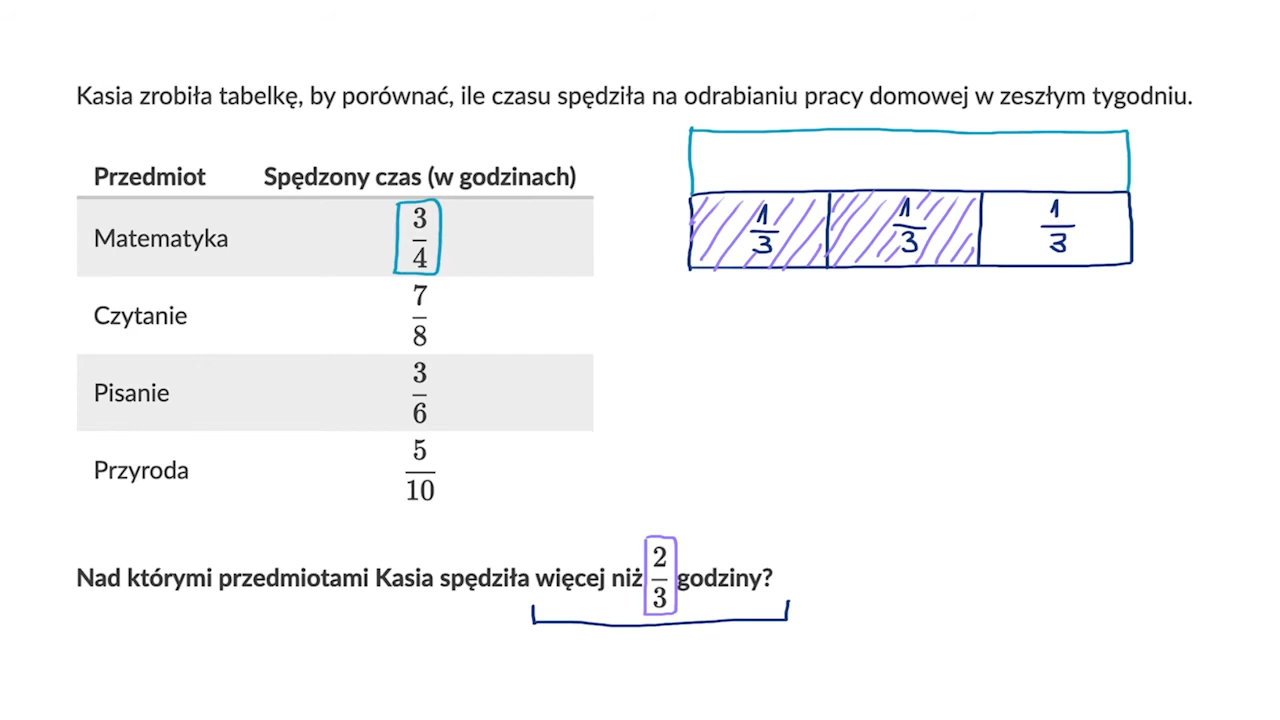 Kasia zrobiła tabelkę, by porównać, ile czasu spędziła na odrabianiu pracy domowej w zeszłym tygodniu.
Przedmiot Spędzony czas (w godzinach)
Matematyka 3/4
Czytanie 7/8
Pisanie 3/6
Przyroda 5/10
1/3 1/3 1/3
Nad którymi przedmiotami Kasia spędziła więcej niż 2/3 godziny?